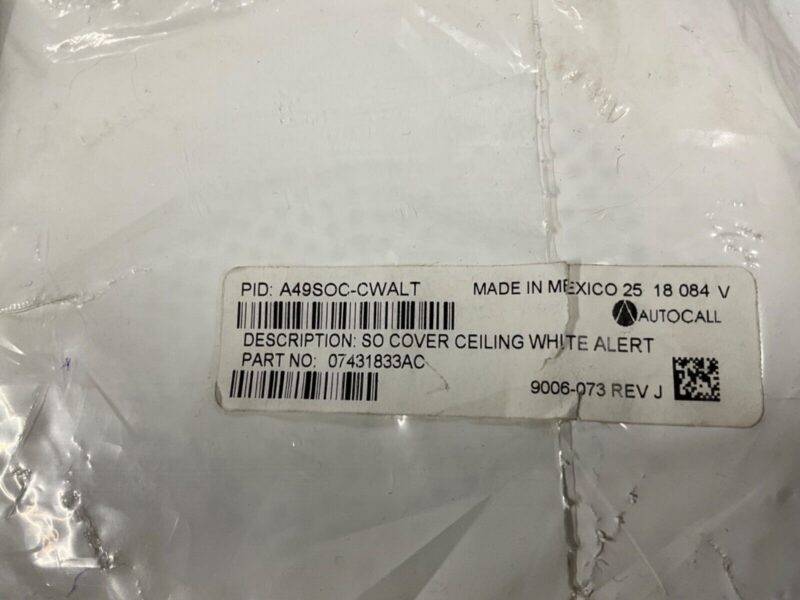 PID: A49SOC-CWALT MADE IN MEXICO 25 18 084 V
AUTOCALL
DESCRIPTION: SO COVER CEILING WHITE ALERT
PART NO: 07431833AC
9006-073 REV J